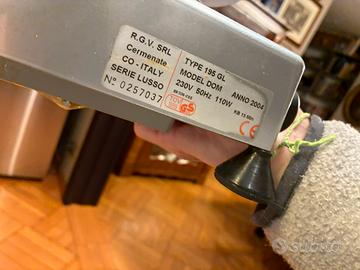 R.G.V. SRL
Cermenate
CO - ITALY
SERIE LUSSO
N° 0257037
TYPE 195 GL
MODEL DOM
ANNO 2004
230V 50Hz 110W
TÜV
GS
CE
subito